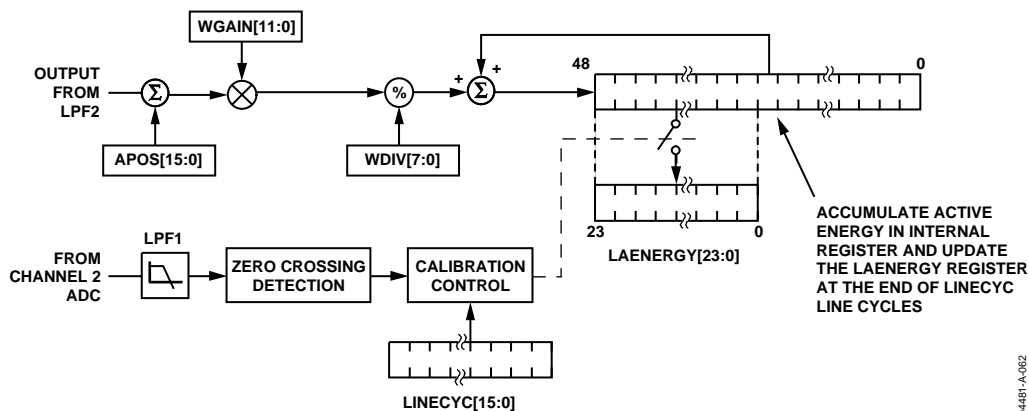 WGAIN[11:0]
OUTPUT
FROM
LPF2
Σ
%
+
+
Σ
48
0
APOS[15:0]
WDIV[7:0]
23
0
LAENERGY[23:0]
ACCUMULATE ACTIVE
ENERGY IN INTERNAL
REGISTER AND UPDATE
THE LAENERGY REGISTER
AT THE END OF LINECYC
LINE CYCLES
FROM
CHANNEL 2
ADC
LPF1
ZERO CROSSING
DETECTION
CALIBRATION
CONTROL
LINECYC[15:0]
4481-A-062